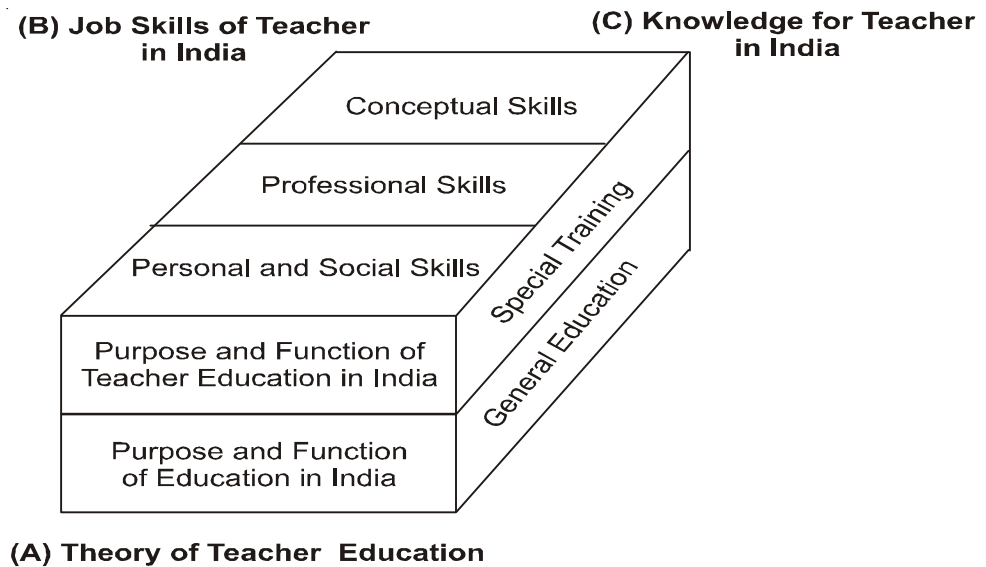 (B) Job Skills of Teacher
in India
(C) Knowledge for Teacher
in India
Conceptual Skills
Professional Skills
Personal and Social Skills
Special Training
General Education
Purpose and Function of
Teacher Education in India
Purpose and Function
of Education in India
(A) Theory of Teacher Education